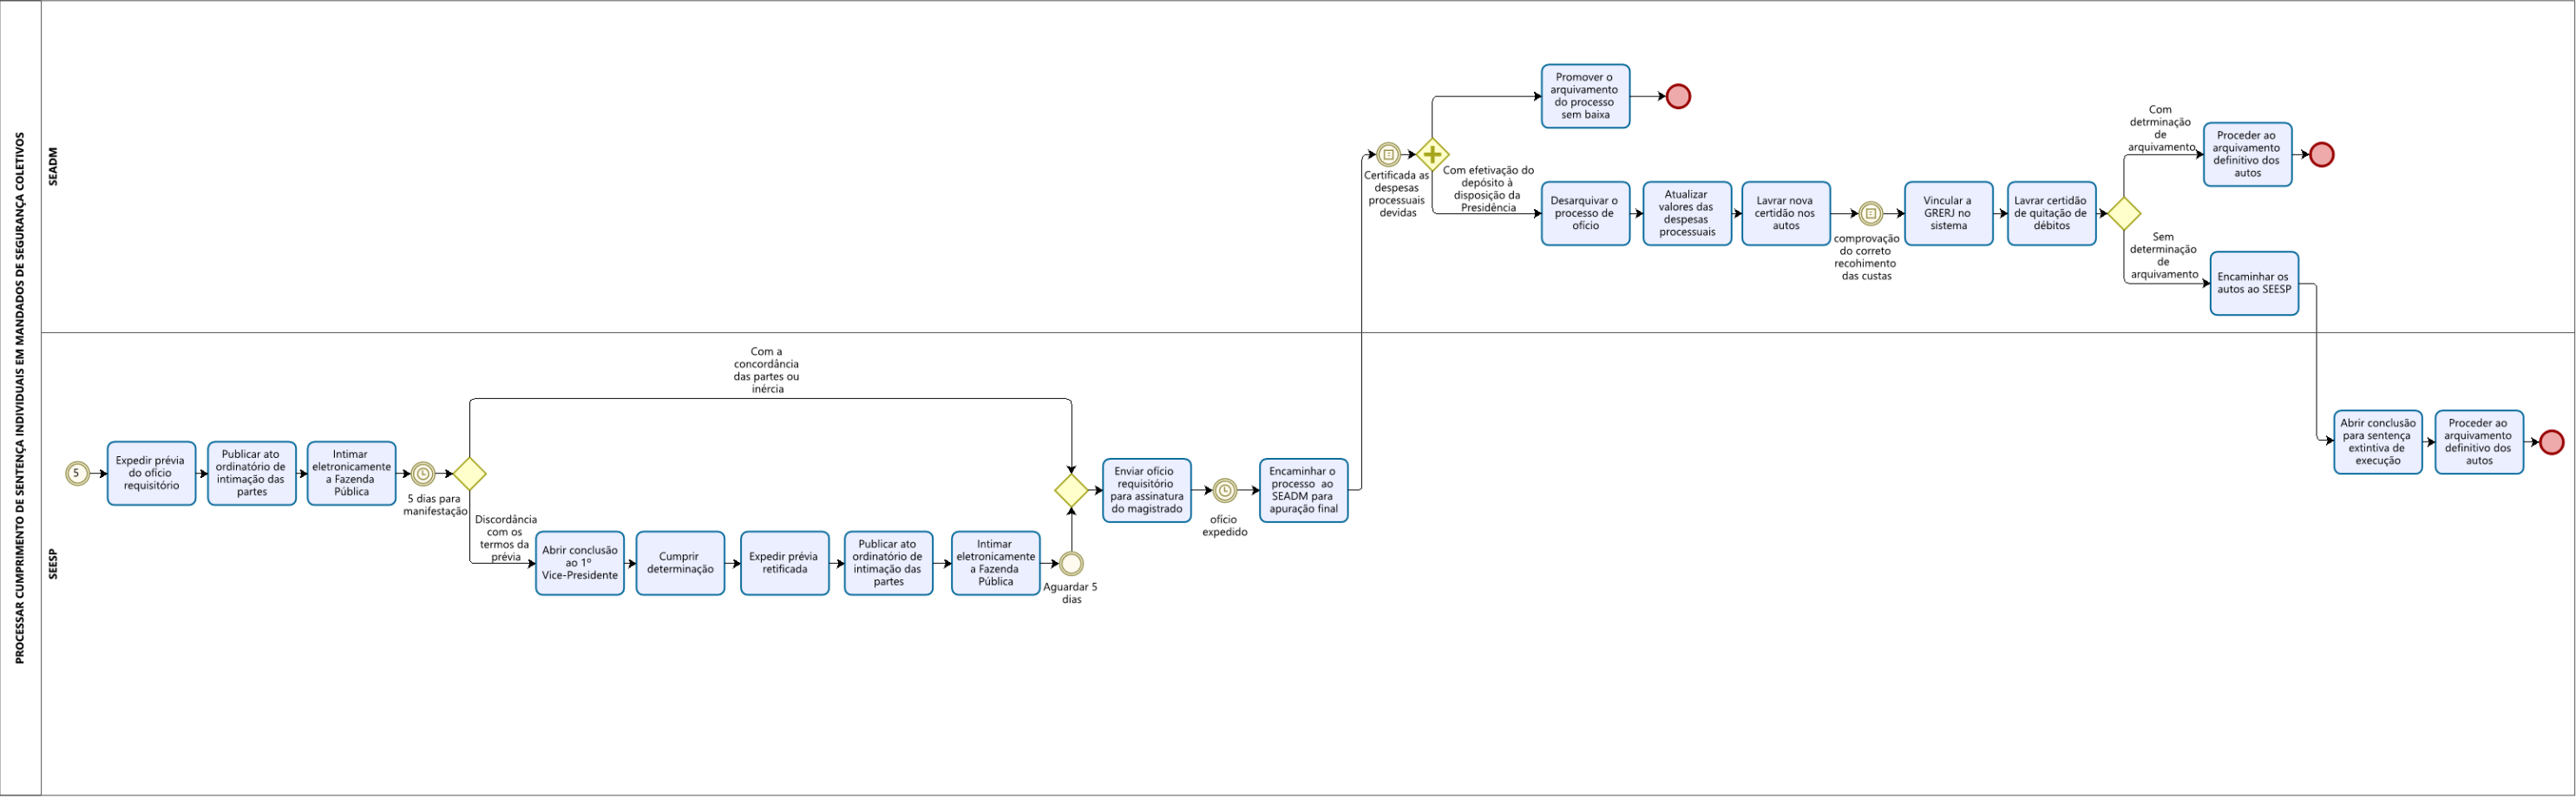 PROCESSAR CUMPRIMENTO DE SENTENÇA INDIVIDUAIS EM MANDADOS DE SEGURANÇA COLETIVOS
SEADM
Certificada as
despesas
processuais
devidas
Promover o
arquivamento
do processo
sem baixa
Com efetivação do
depósito à
disposição da
Presidência
Desarquivar o
processo de
ofício
Atualizar
valores das
despesas
processuais
Lavrar nova
certidão nos
autos
comprovação
do correto
recohimento
das custas
Vincular a
GRERJ no
sistema
Lavrar certidão
de quitação de
débitos
Com
detrminação
de
arquivamento
Proceder ao
arquivamento
definitivo dos
autos
Sem
determinação
de
arquivamento
Encaminhar os
autos ao SEESP
SEESP
5
Expedir prévia
do ofício
requisitório
Publicar ato
ordinatório de
intimação das
partes
Intimar
eletronicamente
a Fazenda
Pública
5 dias para
manifestação
Com a
concordância
das partes ou
inércia
Discordância
com os
termos da
prévia
Abrir conclusão
ao 1º
Vice-Presidente
Cumprir
determinação
Expedir prévia
retificada
Publicar ato
ordinatório de
intimação das
partes
Intimar
eletronicamente
a Fazenda
Pública
Aguardar 5
dias
Enviar ofício
requisitório
para assinatura
do magistrado
ofício
expedido
Encaminhar o
processo ao
SEADM para
apuração final
Abrir conclusão
para sentença
extintiva de
execução
Proceder ao
arquivamento
definitivo dos
autos